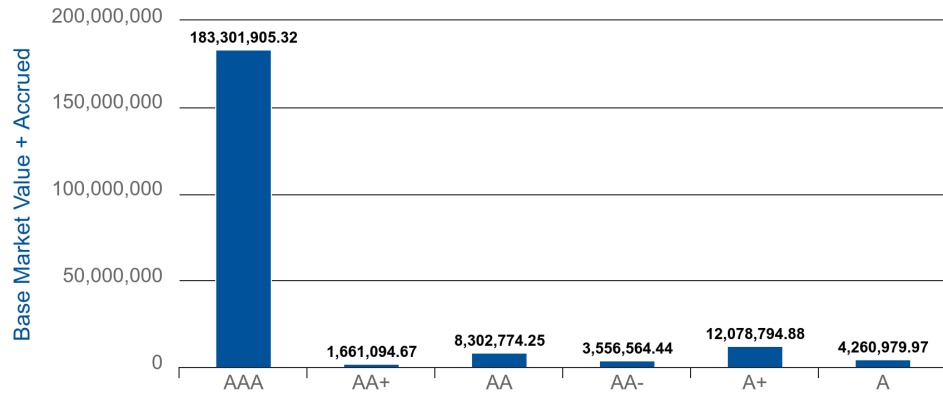 Base Market Value + Accrued
200,000,000
150,000,000
100,000,000
50,000,000
0
183,301,905.32
1,661,094.67
8,302,774.25
3,556,564.44
12,078,794.88
4,260,979.97
AAA
AA+
AA
AA-
A+
A